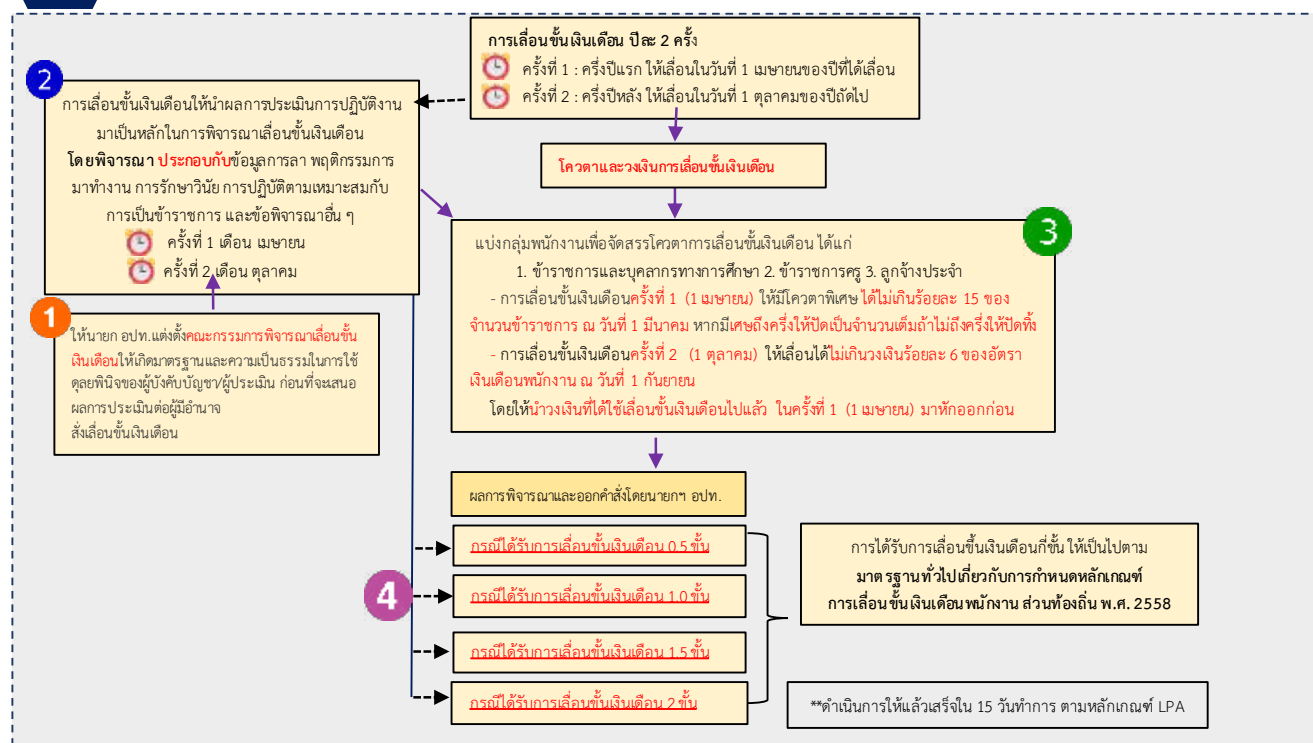 การเลื่อนขั้นเงินเดือน ปีละ 2 ครั้ง
ครั้งที่ 1 : ครึ่งปีแรก ให้เลื่อนในวันที่ 1 เมษายนของปีที่ได้เลื่อน
ครั้งที่ 2 : ครึ่งปีหลัง ให้เลื่อนในวันที่ 1 ตุลาคมของปีถัดไป
2
การเลื่อนขั้นเงินเดือนให้นำผลการประเมินการปฏิบัติงาน
มาเป็นหลักในการพิจารณาเลื่อนขั้นเงินเดือน
โดยพิจารณา ประกอบกับข้อมูลการลา พฤติกรรมการ
มาทำงาน การรักษาวินัย การปฏิบัติตามเหมาะสมกับ
การเป็นข้าราชการ และข้อพิจารณาอื่น ๆ
ครั้งที่ 1 เดือน เมษายน
ครั้งที่ 2 เดือน ตุลาคม
โควตาและวงเงินการเลื่อนขั้นเงินเดือน
3
แบ่งกลุ่มพนักงานเพื่อจัดสรรโควตาการเลื่อนขั้นเงินเดือน ได้แก่
1. ข้าราชการและบุคลากรทางการศึกษา 2. ข้าราชการครู 3. ลูกจ้างประจำ
- การเลื่อนขั้นเงินเดือนครั้งที่ 1 (1 เมษายน) ให้มีโควตาพิเศษ ได้ไม่เกินร้อยละ 15 ของ
จำนวนข้าราชการ ณ วันที่ 1 มีนาคม หากมีเศษถึงครึ่งให้ปัดเป็นจำนวนเต็มถ้าไม่ถึงครึ่งให้ปัดทิ้ง
- การเลื่อนขั้นเงินเดือนครั้งที่ 2 (1 ตุลาคม) ให้เลื่อนได้ไม่เกินวงเงินร้อยละ 6 ของอัตรา
เงินเดือนพนักงาน ณ วันที่ 1 กันยายน
โดยให้นำวงเงินที่ได้ใช้เลื่อนขั้นเงินเดือนไปแล้ว ในครั้งที่ 1 (1 เมษายน) มาหักออกก่อน
1
ให้นายก อปท.แต่งตั้งคณะกรรมการพิจารณาเลื่อนขั้น
เงินเดือนให้เกิดมาตรฐานและความเป็นธรรมในการใช้
ดุลยพินิจของผู้บังคับบัญชา/ผู้ประเมิน ก่อนที่จะเสนอ
ผลการประเมินต่อผู้มีอำนาจ
สั่งเลื่อนขั้นเงินเดือน
ผลการพิจารณาและออกคำสั่งโดยนายกฯ อปท.
4
กรณีได้รับการเลื่อนขั้นเงินเดือน 0.5 ขั้น
กรณีได้รับการเลื่อนขั้นเงินเดือน 1.0 ขั้น
กรณีได้รับการเลื่อนขั้นเงินเดือน 1.5 ขั้น
กรณีได้รับการเลื่อนขั้นเงินเดือน 2 ขั้น
การได้รับการเลื่อนขึ้นเงินเดือนกี่ขั้น ให้เป็นไปตาม
มาตรฐานทั่วไปเกี่ยวกับการกำหนดหลักเกณฑ์
การเลื่อนขั้นเงินเดือนพนักงาน ส่วนท้องถิ่น พ.ศ. 2558
**ดำเนินการให้แล้วเสร็จใน 15 วันทำการ ตามหลักเกณฑ์ LPA